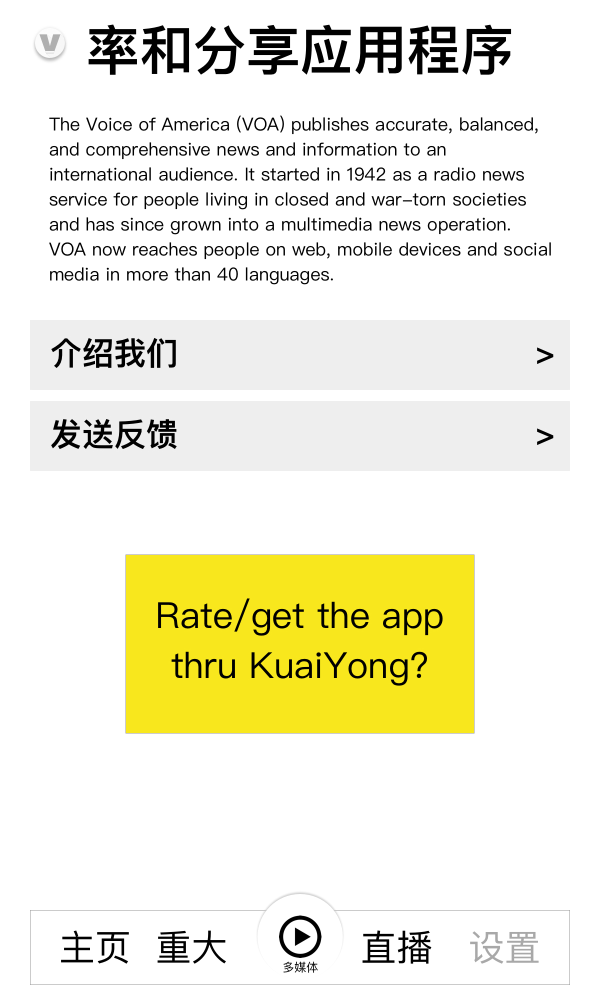 V
率和分享应用程序
The Voice of America (VOA) publishes accurate, balanced,
and comprehensive news and information to an
international audience. It started in 1942 as a radio news
service for people living in closed and war–torn societies
and has since grown into a multimedia news operation.
VOA now reaches people on web, mobile devices and social
media in more than 40 languages.
介绍我们 >
发送反馈 >
Rate/get the app
thru KuaiYong?
主页 重大 多媒体 直播 设置